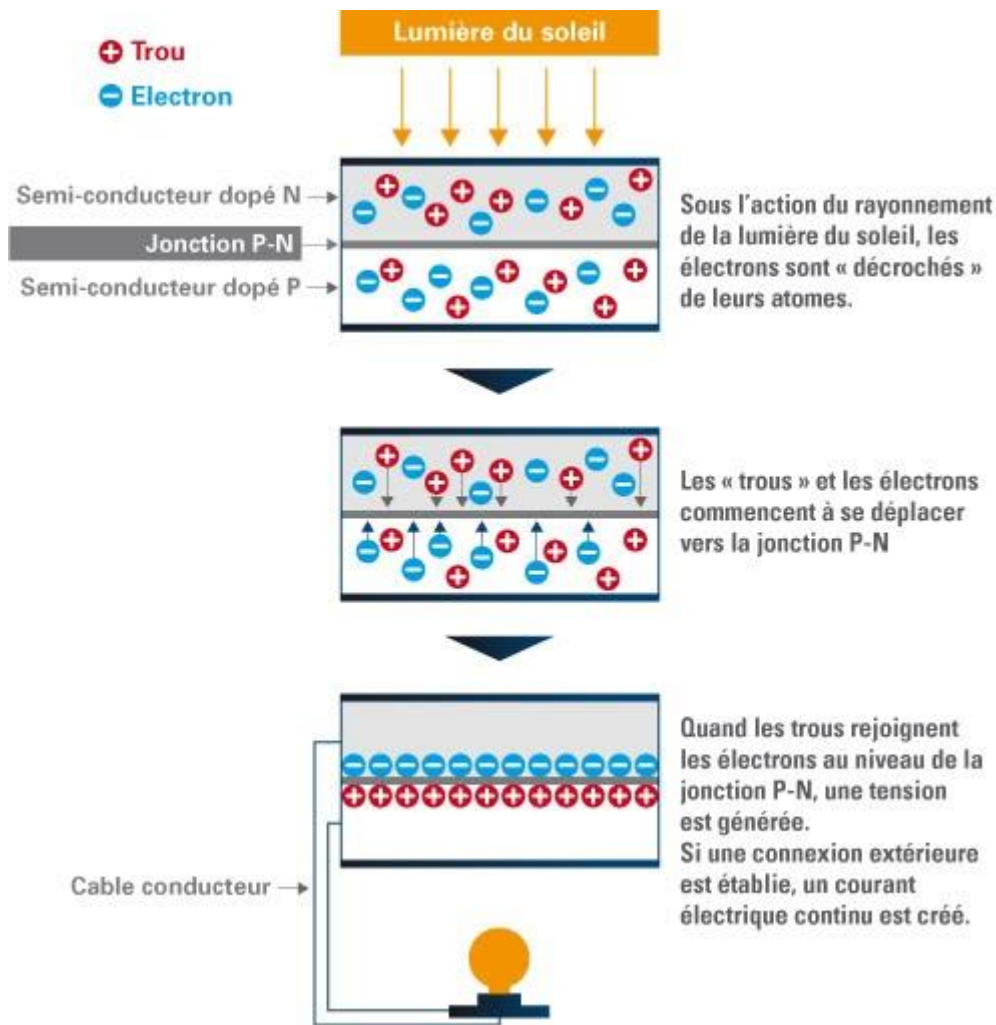 Lumière du soleil
Trou
Electron
Semi-conducteur dopé N
Jonction P-N
Semi-conducteur dopé P
Sous l'action du rayonnement
de la lumière du soleil, les
électrons sont « décrochés »
de leurs atomes.
Les « trous » et les électrons
commencent à se déplacer
vers la jonction P-N
Quand les trous rejoignent
les électrons au niveau de la
jonction P-N, une tension
est générée.
Si une connexion extérieure
est établie, un courant
électrique continu est créé.
Cable conducteur